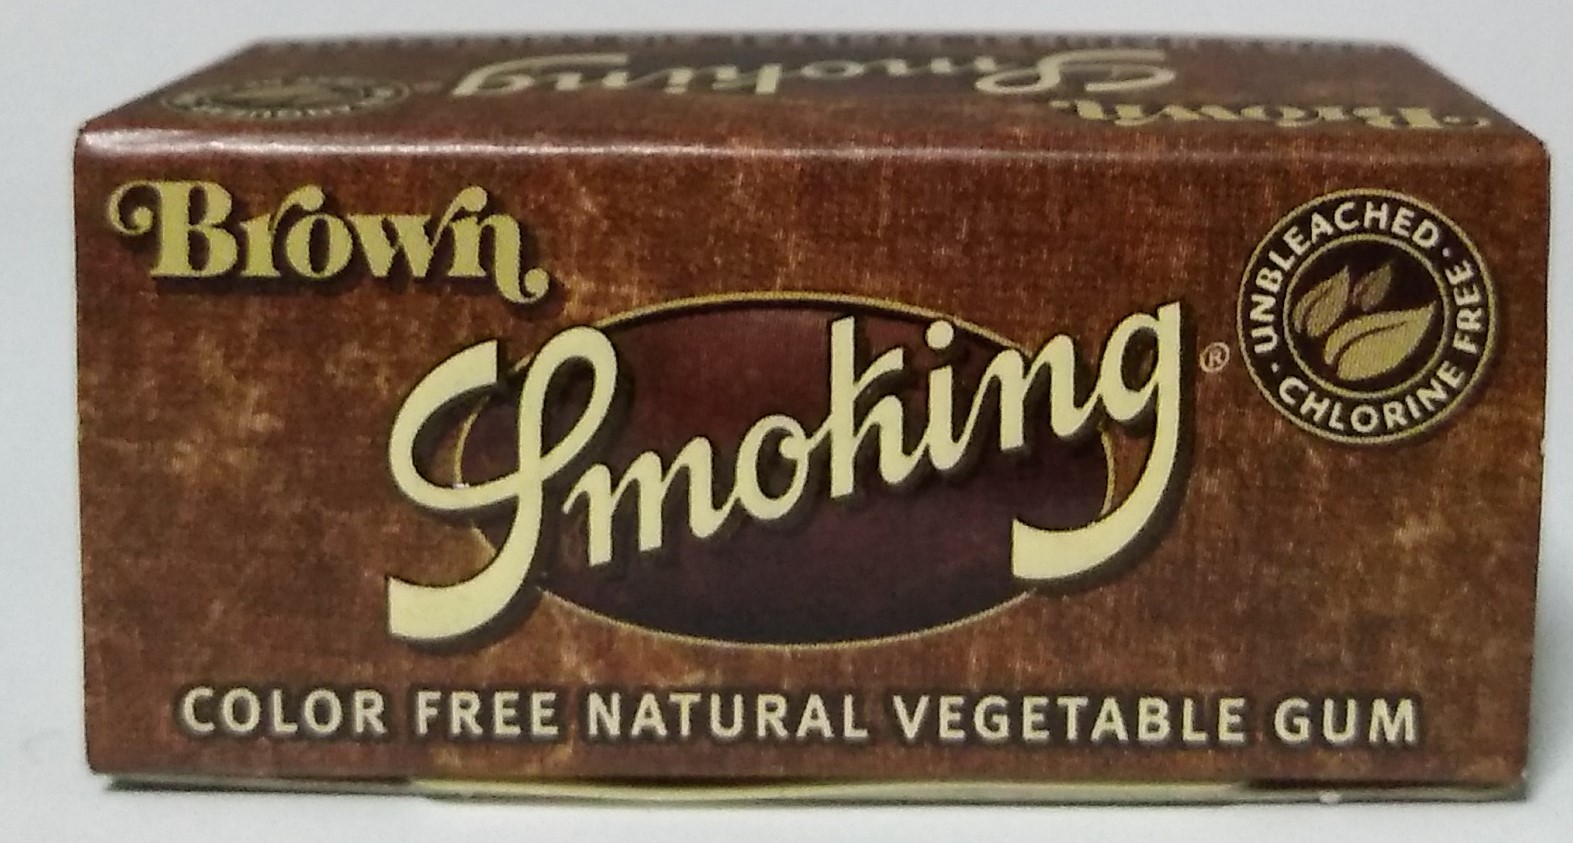 Smoking
Brown
Brown
UNBLEACHED · CHLORINE FREE ·
Smoking®
COLOR FREE NATURAL VEGETABLE GUM